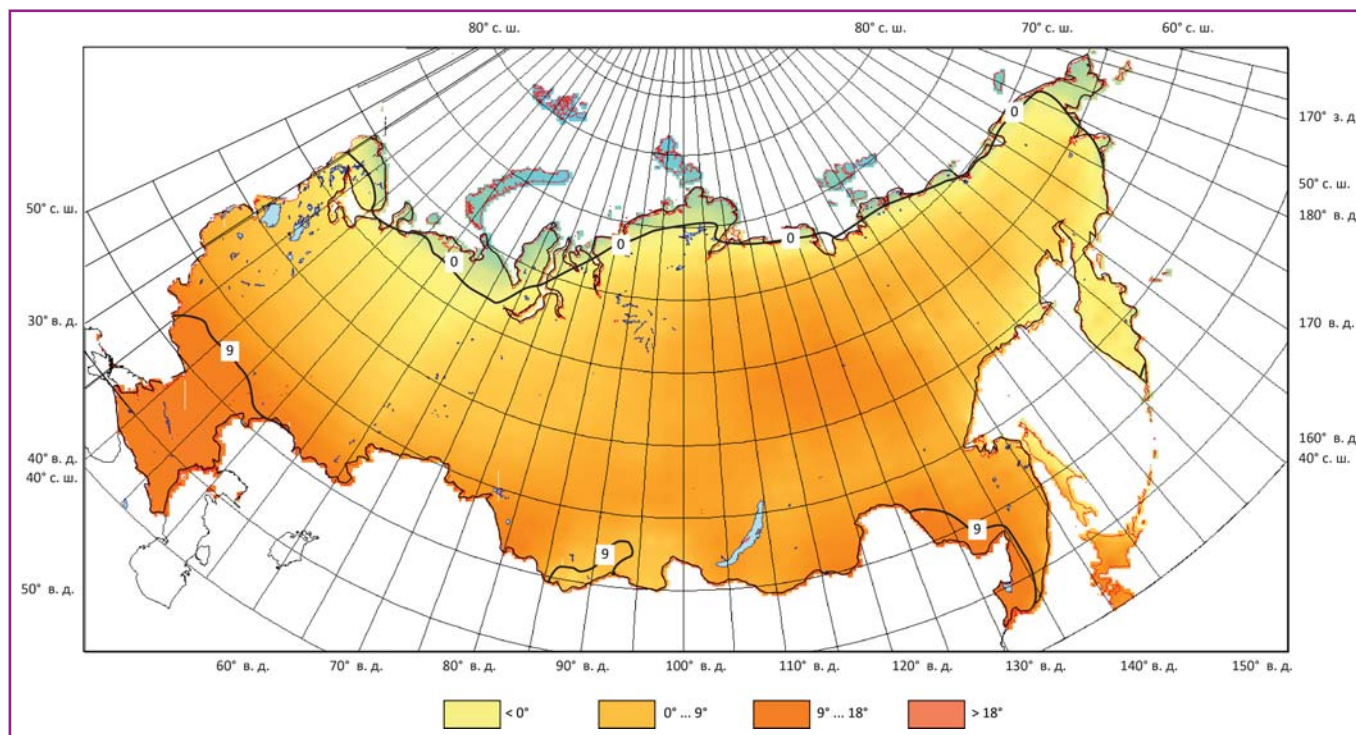 80° с. ш.
80° с. ш.
70° с. ш.
60° с. ш.
170° з. д.
50° с. ш.
180° в. д.
50° с. ш.
30° в. д.
170 в. д.
40° в. д.
40° с. ш.
160° в. д.
40° с. ш.
50° в. д.
0
0
0
0
9
9
9
60° в. д.
70° в. д.
80° в. д.
90° в. д.
100° в. д.
110° в. д.
120° в. д.
130° в. д.
140° в. д.
150° в. д.
< 0°
0° ... 9°
9° ... 18°
> 18°